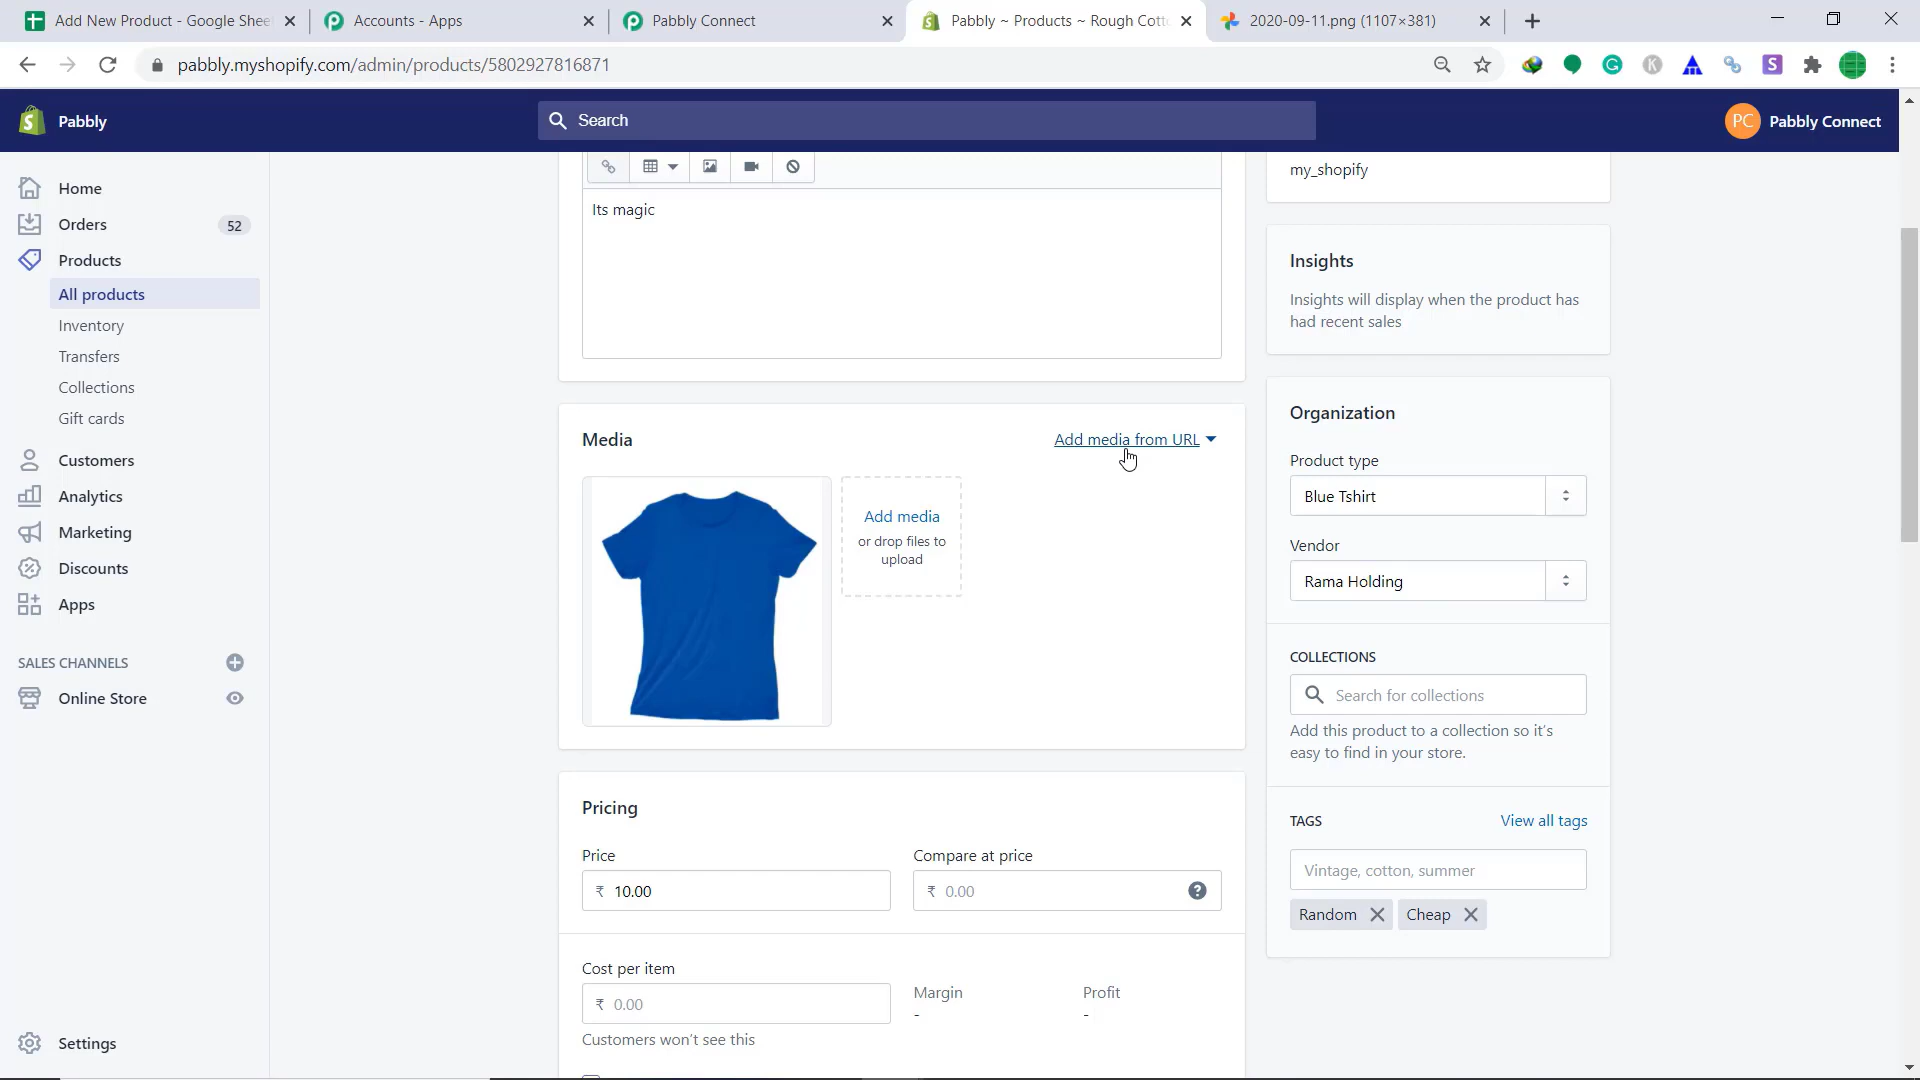 Add New Product - Google Shee
Accounts - Apps
Pabbly Connect
Pabbly ~ Products ~ Rough Cotto
2020-09-11.png (1107×381)
pabbly.myshopify.com/admin/products/5802927816871
Pabbly
Search
PC
Pabbly Connect
Home
Orders
52
Products
All products
Inventory
Transfers
Collections
Gift cards
Customers
Analytics
Marketing
Discounts
Apps
SALES CHANNELS
Online Store
Settings
Its magic
Media
Add media from URL
Add media
or drop files to
upload
Pricing
Price
Compare at price
₹ 10.00
₹ 0.00
Cost per item
₹ 0.00
Margin
-
Profit
-
Customers won't see this
my_shopify
Insights
Insights will display when the product has
had recent sales
Organization
Product type
Blue Tshirt
Vendor
Rama Holding
COLLECTIONS
Search for collections
Add this product to a collection so it's
easy to find in your store.
TAGS
View all tags
Vintage, cotton, summer
Random
Cheap